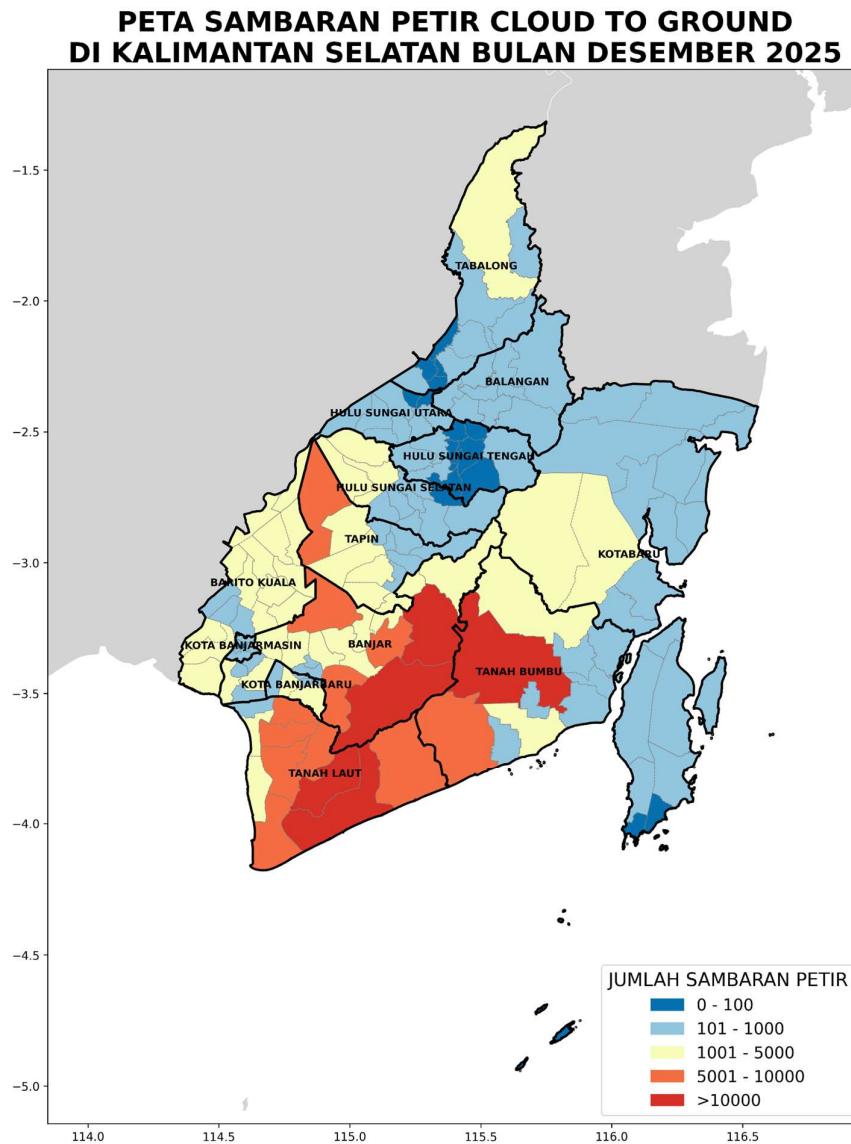 PETA SAMBARAN PETIR CLOUD TO GROUND
DI KALIMANTAN SELATAN BULAN DESEMBER 2025
−1.5
−2.0
−2.5
−3.0
−3.5
−4.0
−4.5
−5.0
TABALONG
BALANGAN
HULU SUNGAI UTARA
HULU SUNGAI TENGAH
HULU SUNGAI SELATAN
TAPIN
KOTABARU
BARITO KUALA
KOTA BANJARMASIN
BANJAR
TANAH BUMBU
KOTA BANJARBARU
TANAH LAUT
JUMLAH SAMBARAN PETIR
0 - 100
101 - 1000
1001 - 5000
5001 - 10000
>10000
114.0 114.5 115.0 115.5 116.0 116.5